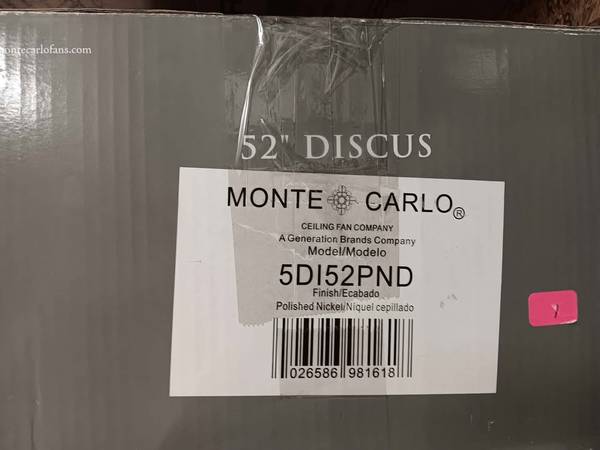 ontecarlofans.com
52" DISCUS
MONTE CARLO®
CEILING FAN COMPANY
A Generation Brands Company
Model/Modelo
5DI52PND
Finish/Ecabado
Polished Nickel/Niquel cepillado
026586 981618